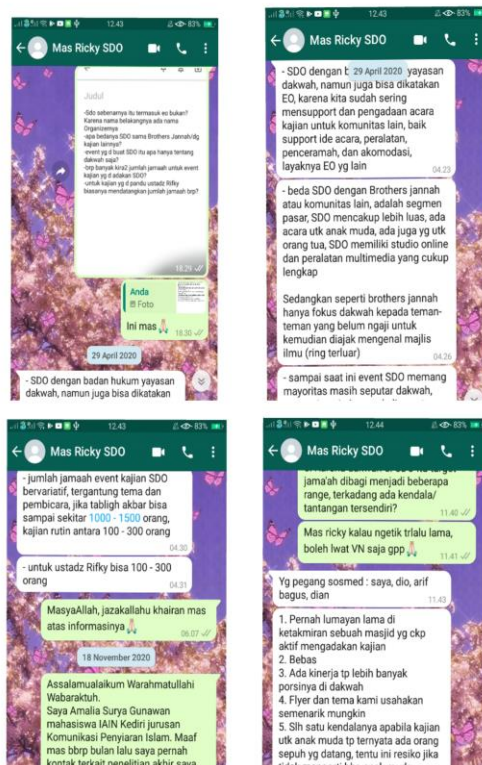 12.43
83%
Mas Ricky SDO
Judul
-Sdo sebenarnya itu termasuk eo bukan?
Karena nama belakangnya ada nama
Organizernya
-apa bedanya SDO sama Brothers Jannah/dg
kajian lainnya?
-event yg d buat SDO itu apa hanya tentang
dakwah saja?
-brp banyak kira2 jumlah jamaah untuk event
kajian yg d adakan SDO?
-untuk kajian yg d pandu ustadz Rifky
biasanya mendatangkan jumlah jamaah brp?
18.29
Anda
Foto
Ini mas
18.30
29 April 2020
- SDO dengan badan hukum yayasan
dakwah, namun juga bisa dikatakan
12.43
83%
Mas Ricky SDO
- SDO dengan b
29 April 2020
yayasan
dakwah, namun juga bisa dikatakan
EO, karena kita sudah sering
mensupport dan pengadaan acara
kajian untuk komunitas lain, baik
support ide acara, peralatan,
penceramah, dan akomodasi,
layaknya EO yg lain
04.23
- beda SDO dengan Brothers jannah
atau komunitas lain, adalah segmen
pasar, SDO mencakup lebih luas, ada
acara utk anak muda, ada juga yg utk
orang tua, SDO memiliki studio online
dan peralatan multimedia yang cukup
lengkap
Sedangkan seperti brothers jannah
hanya fokus dakwah kepada teman-
teman yang belum ngaji untuk
kemudian diajak mengenal majlis
ilmu (ring terluar)
04.26
- sampai saat ini event SDO memang
mayoritas masih seputar dakwah,
12.43
83%
Mas Ricky SDO
- jumlah jamaah event kajian SDO
bervariatif, tergantung tema dan
pembicara, jika tabligh akbar bisa
sampai sekitar 1000 - 1500 orang,
kajian rutin antara 100 - 300 orang
04.30
- untuk ustadz Rifky bisa 100 - 300
orang
04.31
MasyaAllah, jazakallahu khairan mas
atas informasinya
06.07
18 November 2020
Assalamualaikum Warahmatullahi
Wabaraktuh.
Saya Amalia Surya Gunawan
mahasiswa IAIN Kediri jurusan
Komunikasi Penyiaran Islam. Maaf
mas bbrp bulan lalu saya pernah
kontak terkait penelitian akhir saya
12.44
83%
Mas Ricky SDO
jama'ah dibagi menjadi beberapa
range, terkadang ada kendala/
tantangan tersendiri?
11.40
Mas ricky kalau ngetik trlalu lama,
boleh lwat VN saja gpp
11.41
Yg pegang sosmed : saya, dio, arif
bagus, dian
11.43
1. Pernah lumayan lama di
ketakmiran sebuah masjid yg ckp
aktif mengadakan kajian
2. Bebas
3. Ada kinerja tp lebih banyak
porsinya di dakwah
4. Flyer dan tema kami usahakan
semenarik mungkin
5. Slh satu kendalanya apabila kajian
utk anak muda tp ternyata ada orang
sepuh yg datang, tentu ini resiko jika